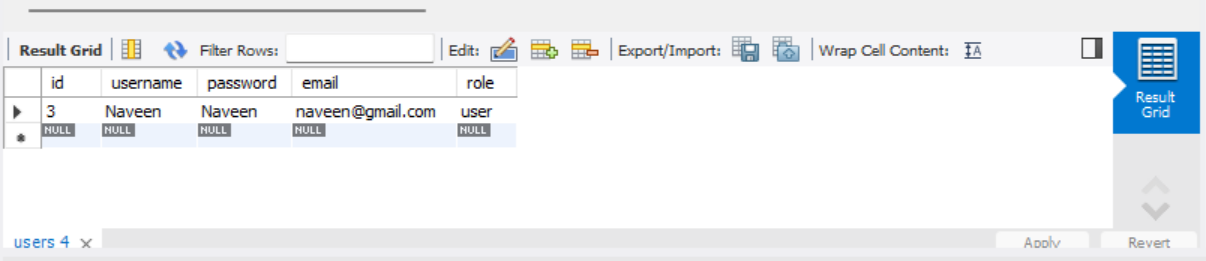 Result Grid Filter Rows: Edit: Export/Import: Wrap Cell Content: IA
id username password email role
3 Naveen Naveen naveen@gmail.com user
NULL NULL NULL NULL NULL
Result
Grid
users 4 ×
Apply Revert